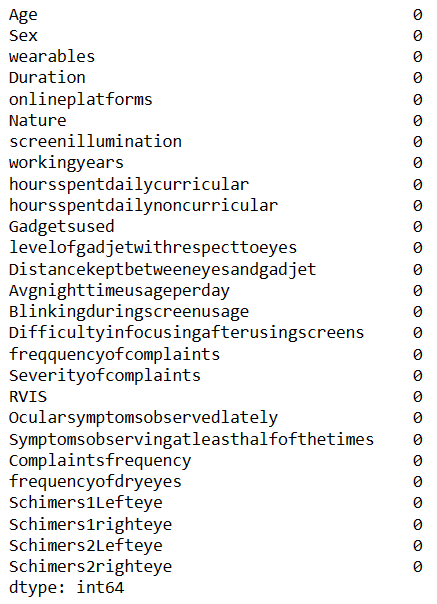 Age 0
Sex 0
wearables 0
Duration 0
onlineplatforms 0
Nature 0
screenillumination 0
workingyears 0
hoursspentdailycurricular 0
hoursspentdailynoncurricular 0
Gadgetsused 0
levelofgadjetwithrespecttoeyes 0
Distancekeptbetweeneyesandgadjet 0
Avgnighttimeusageperday 0
Blinkingduringscreenusage 0
Difficultyinfocusingafterusingscreens 0
freqquencyofcomplaints 0
Severityofcomplaints 0
RVIS 0
Ocularsymptomsobservedlately 0
Symptomsobservingatleasthalfofthetimes 0
Complaintsfrequency 0
frequencyofdryeyes 0
Schimers1Lefteye 0
Schimers1righteye 0
Schimers2Lefteye 0
Schimers2righteye 0
dtype: int64